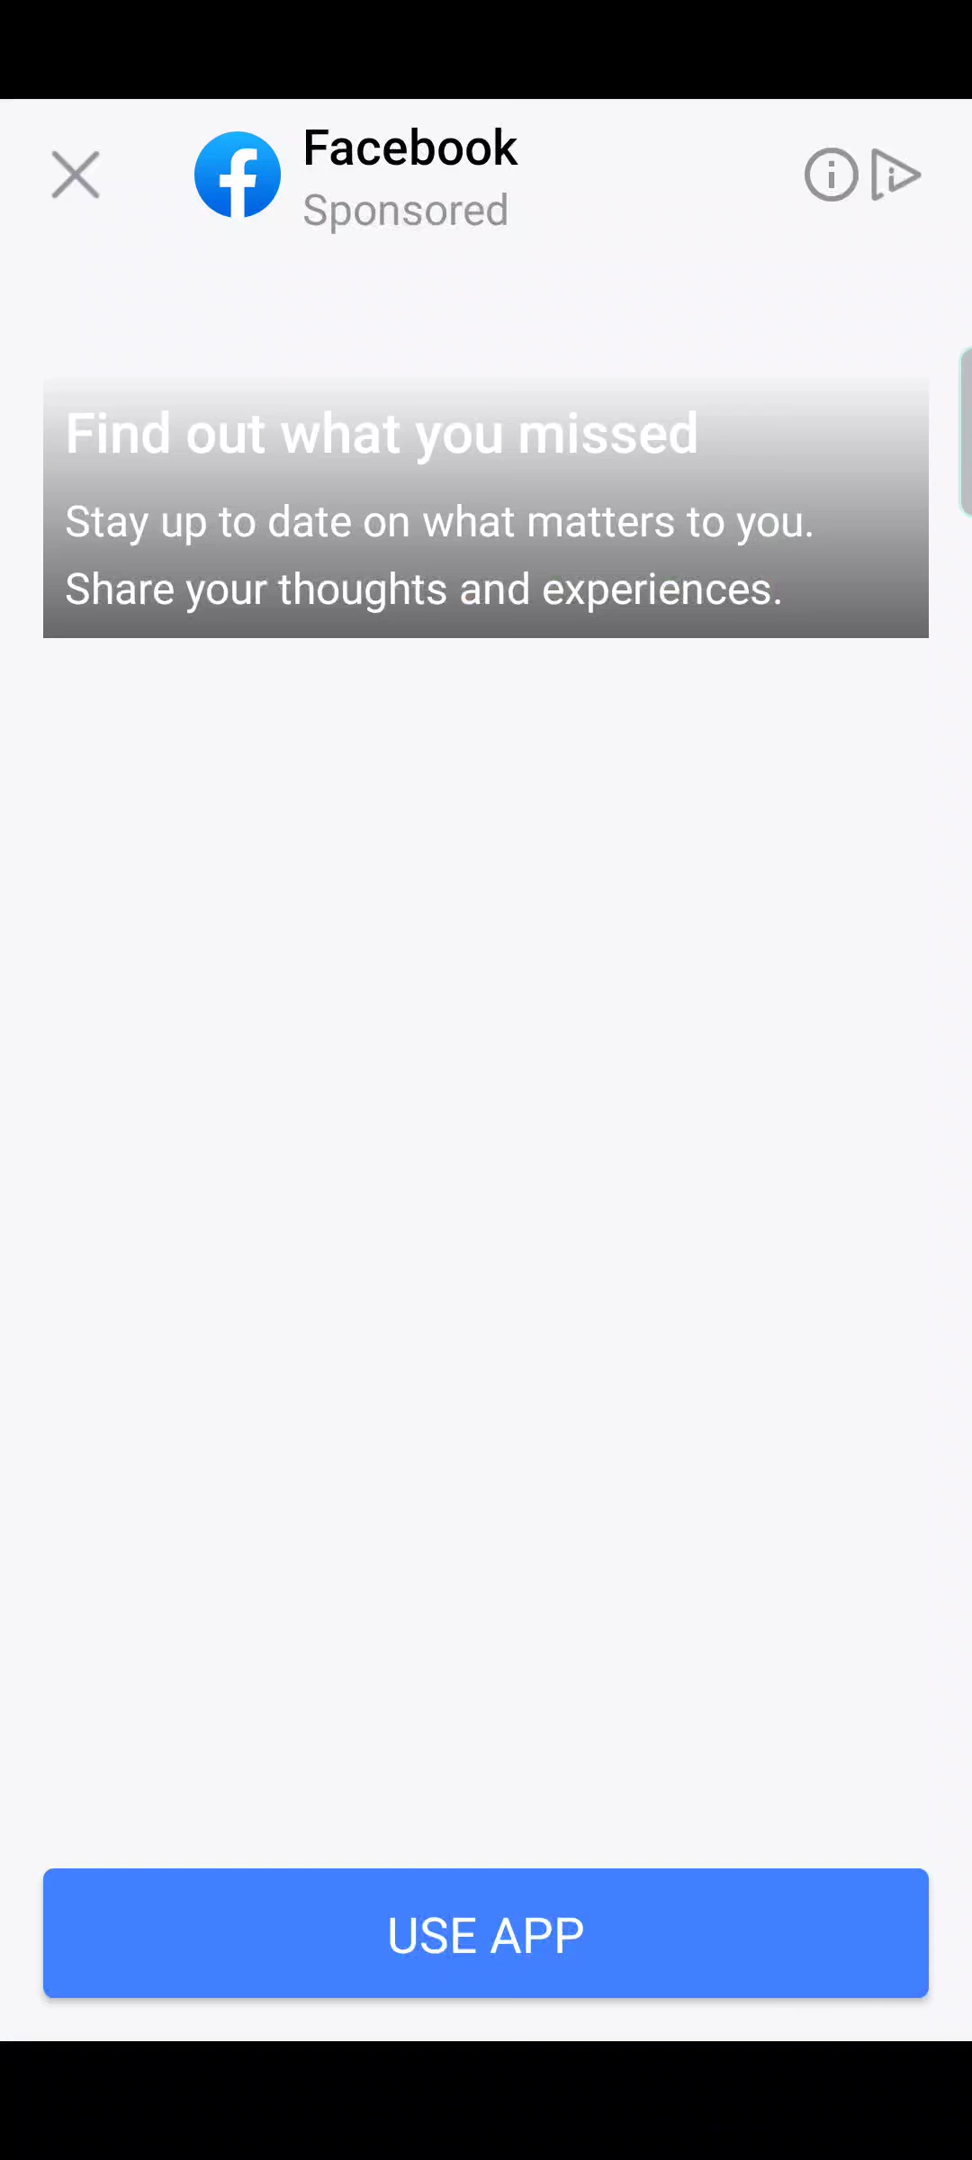 Facebook
Sponsored
Find out what you missed
Stay up to date on what matters to you.
Share your thoughts and experiences.
USE APP